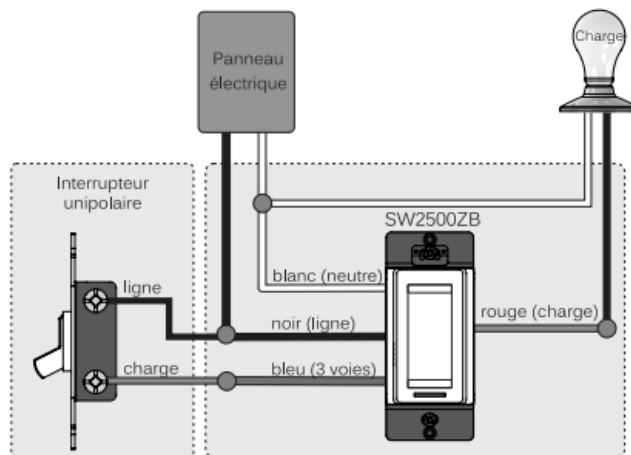 Panneau
électrique
Charge
Interrupteur
unipolaire
SW2500ZB
ligne
blanc (neutre)
noir (ligne)
rouge (charge)
charge
bleu (3 voies)